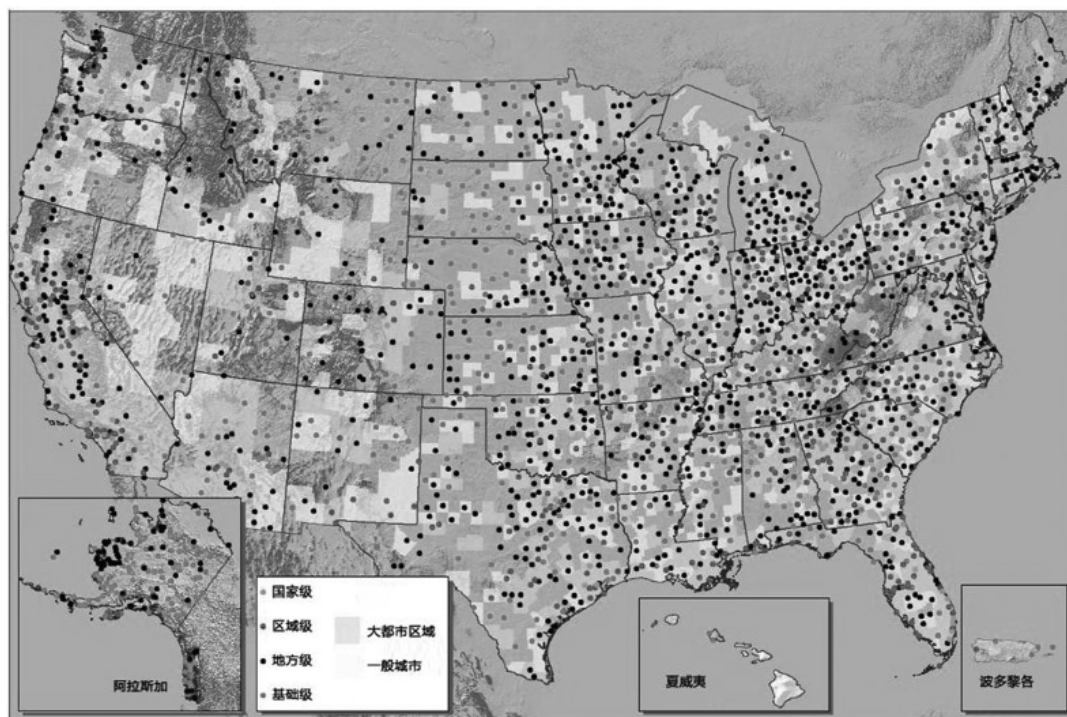 国家级
区域级
地方级
基础级
大都市区域
一般城市
阿拉斯加
夏威夷
波多黎各